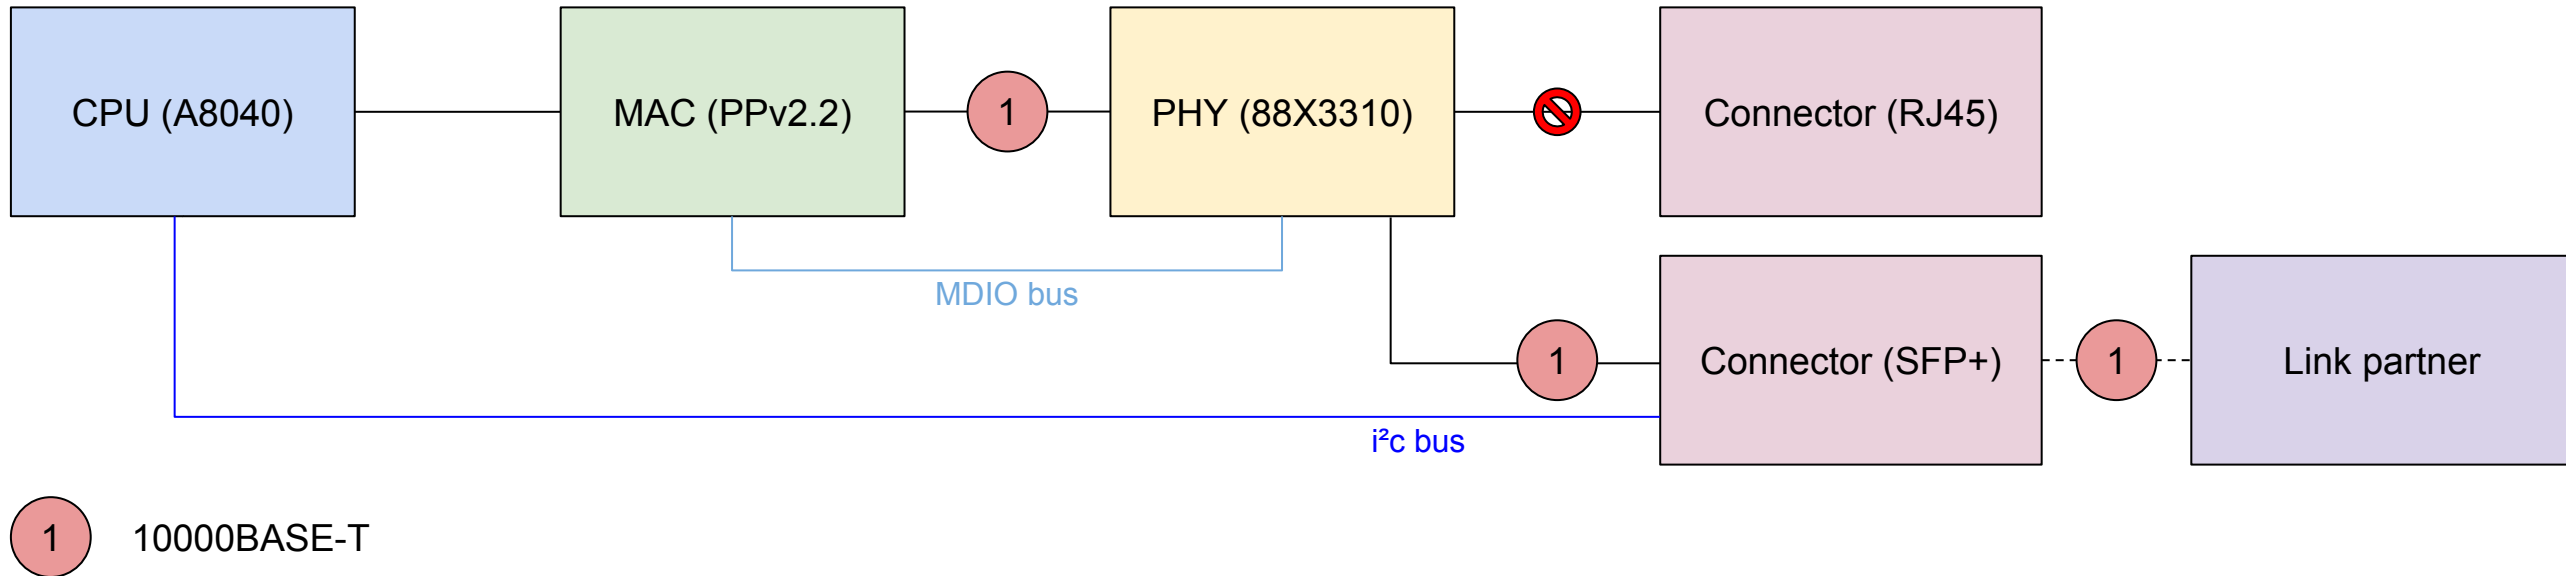 CPU (A8040)
MAC (PPv2.2)
1
PHY (88X3310)
Connector (RJ45)
MDIO bus
Connector (SFP+)
1
1
Link partner
i²c bus
1 10000BASE-T